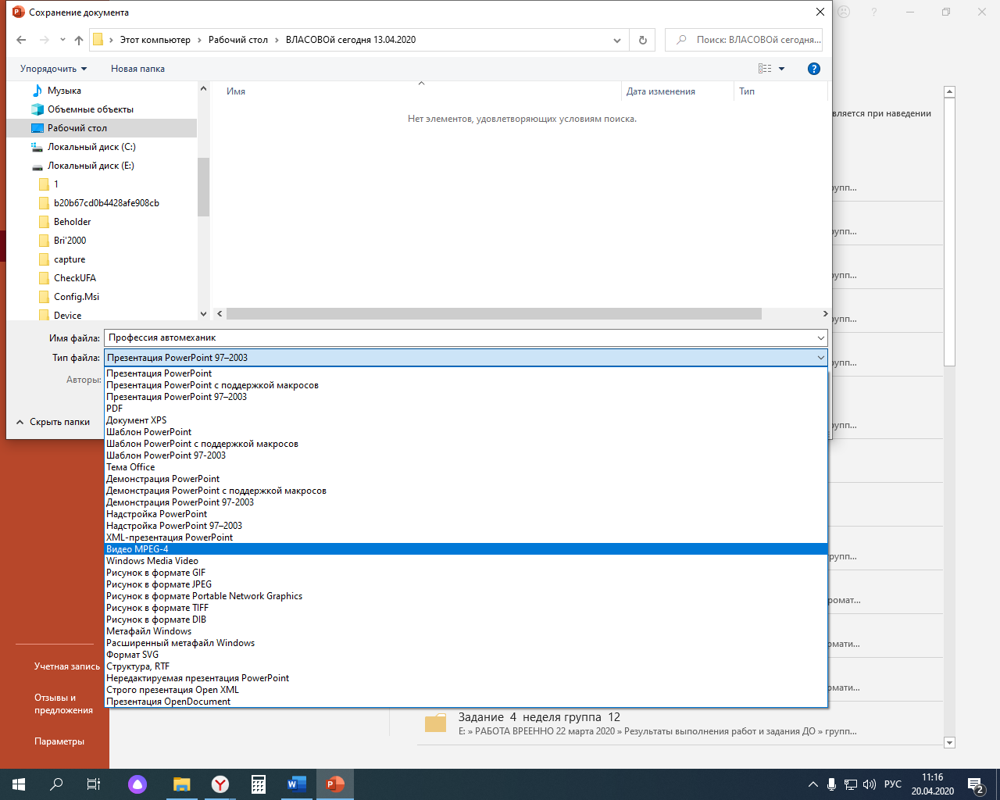 Сохранение документа
Этот компьютер › Рабочий стол › ВЛАСОВОй сегодня 13.04.2020
Поиск: ВЛАСОВОй сегодня...
Упорядочить
Новая папка
Музыка
Объемные объекты
Рабочий стол
Локальный диск (C:)
Локальный диск (E:)
1
b20b67cd0b4428afe908cb
Beholder
Bri'2000
capture
CheckUFA
Config.Msi
Device
Имя
Дата изменения
Тип
Нет элементов, удовлетворяющих условиям поиска.
вляется при наведении
рупп...
рупп...
рупп...
рупп...
рупп...
рупп...
рупп...
ромат...
омати...
омати...
Имя файла:
Профессия автомеханик
Тип файла:
Презентация PowerPoint 97–2003
Авторы:
Скрыть папки
Презентация PowerPoint
Презентация PowerPoint с поддержкой макросов
Презентация PowerPoint 97–2003
PDF
Документ XPS
Шаблон PowerPoint
Шаблон PowerPoint с поддержкой макросов
Шаблон PowerPoint 97-2003
Тема Office
Демонстрация PowerPoint
Демонстрация PowerPoint с поддержкой макросов
Демонстрация PowerPoint 97-2003
Надстройка PowerPoint
Надстройка PowerPoint 97–2003
XML-презентация PowerPoint
Видео MPEG-4
Windows Media Video
Рисунок в формате GIF
Рисунок в формате JPEG
Рисунок в формате Portable Network Graphics
Рисунок в формате TIFF
Рисунок в формате DIB
Метафайл Windows
Расширенный метафайл Windows
Формат SVG
Структура, RTF
Нередактируемая презентация PowerPoint
Строго презентация Open XML
Презентация OpenDocument
Учетная запись
Отзывы и
предложения
Параметры
Задание 4 неделя группа 12
E: » РАБОТА ВРЕЕННО 22 марта 2020 » Результаты выполнения работ и задания ДО » групп...
РУС
11:16
20.04.2020
2